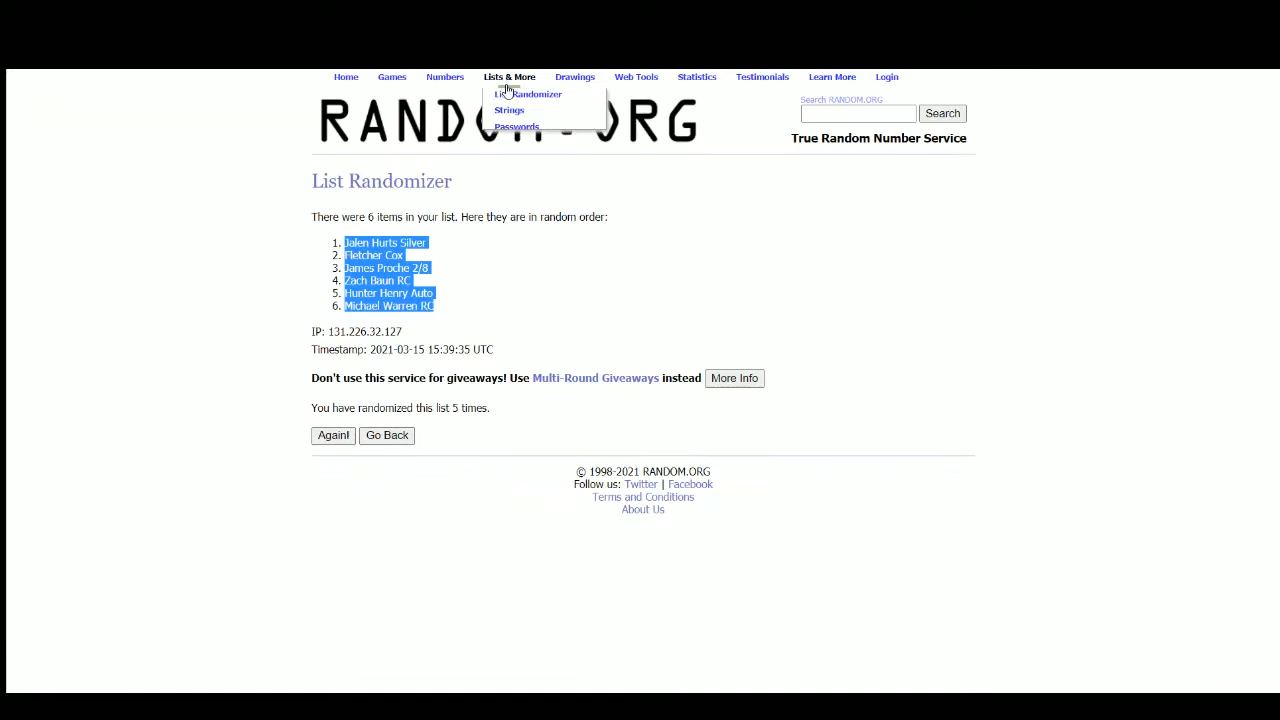 Home Games Numbers Lists & More Drawings Web Tools Statistics Testimonials Learn More Login
List Randomizer
Strings
Passwords
Search RANDOM.ORG
Search
True Random Number Service
List Randomizer
There were 6 items in your list. Here they are in random order:
1. Jalen Hurts Silver
2. Fletcher Cox
3. James Proche 2/8
4. Zach Baun RC
5. Hunter Henry Auto
6. Michael Warren RC
IP: 131.226.32.127
Timestamp: 2021-03-15 15:39:35 UTC
Don't use this service for giveaways! Use Multi-Round Giveaways instead More Info
You have randomized this list 5 times.
Again! Go Back
© 1998-2021 RANDOM.ORG
Follow us: Twitter | Facebook
Terms and Conditions
About Us